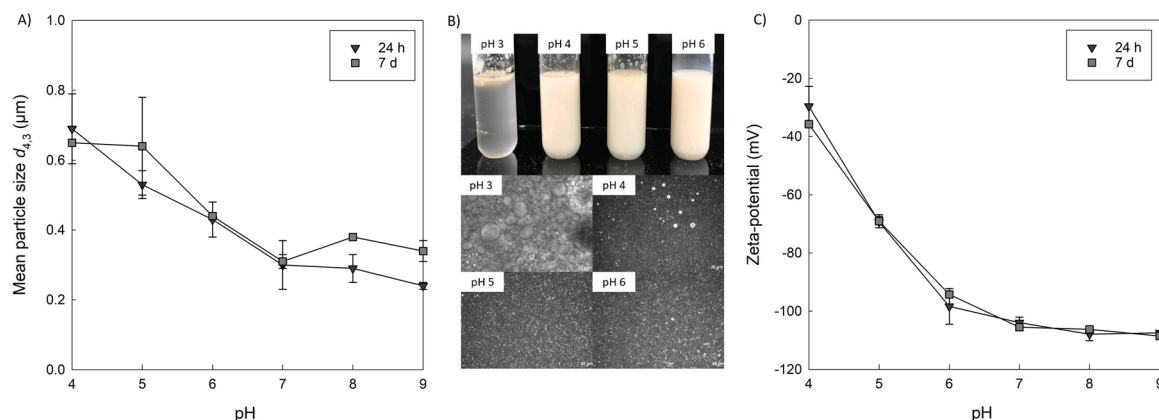 A)
Mean particle size d4,3 (µm)
1.0
0.8
0.6
0.4
0.2
0.0
24 h
7 d
4 5 6 7 8 9
pH
B)
pH 3 pH 4 pH 5 pH 6
pH 3 pH 4
pH 5 pH 6
C)
Zeta-potential (mV)
-0
-20
-40
-60
-80
-100
-120
24 h
7 d
4 5 6 7 8 9
pH